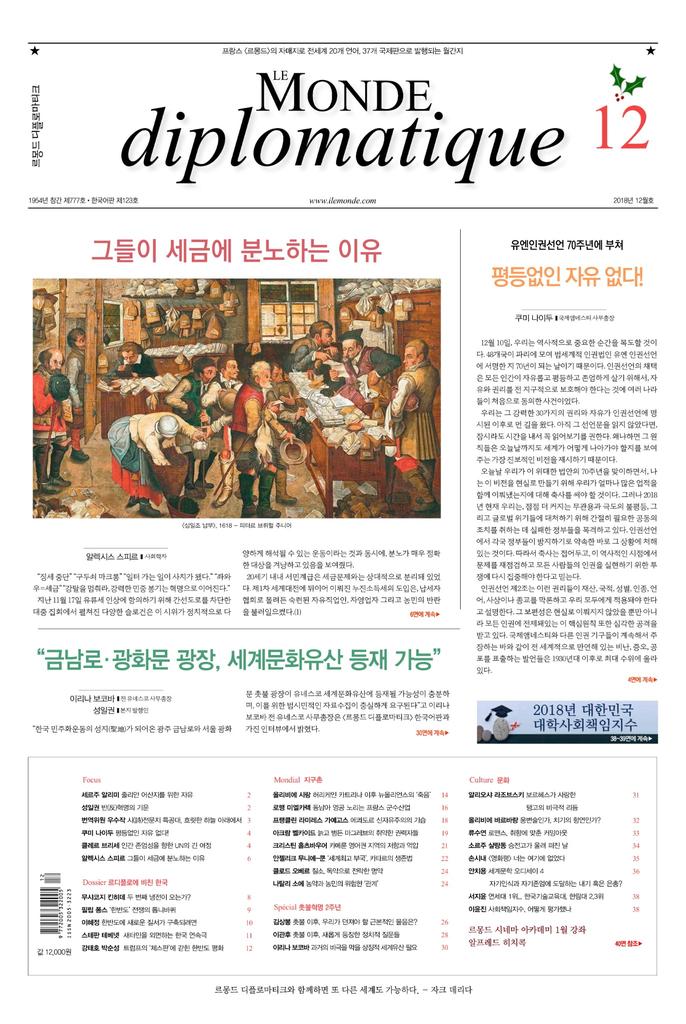 ★ 프랑스 <르몽드>의 자매지로 전세계 20개 언어, 37개 국제판으로 발행되는 월간지 ★
르몽드 디플로마티크
LE
MONDE
diplomatique
12
1954년 창간 제777호 • 한국어판 제123호
www.ilemonde.com
2018년 12월호
그들이 세금에 분노하는 이유
<십일조 납부>, 1618 - 피터르 브뤼헐 주니어
알렉시스 스피르 ▮사회학자
"징세 중단" "구두쇠 마크롱" "일터 가는 일이 사치가 됐다." "좌와
우=세금" "강탈을 멈춰라, 강력한 민중 봉기는 혁명으로 이어진다."
지난 11월 17일 유류세 인상에 항의하기 위해 간선도로를 차단한
대중 집회에서 펼쳐진 다양한 슬로건은 이 시위가 정치적으로 다
양하게 해석될 수 있는 운동이라는 것과 동시에, 분노가 매우 정확
한 대상을 겨냥하고 있음을 보여줬다.
20세기 내내 서민계급은 세금문제와는 상대적으로 분리돼 있었
다. 제1차 세계대전에 뒤이어 이뤄진 누진소득세의 도입은, 납세자
협회로 몰려든 숙련된 자유직업인, 자영업자 그리고 농민의 반란
을 불러일으켰다.(1)
6면에 계속▶
유엔인권선언 70주년에 부쳐
평등없인 자유 없다!
쿠미 나이두 ▮국제앰네스티 사무총장
12월 10일, 우리는 역사적으로 중요한 순간을 목도할 것이
다. 48개국이 파리에 모여 범세계적 인권법인 유엔 인권선언
에 서명한 지 70년이 되는 날이기 때문이다. 인권선언의 채택
은 모든 인간이 자유롭고 평등하고 존엄하게 살기 위해서, 자
유와 권리를 전 지구적으로 보호해야 한다는 것에 여러 나라
들이 처음으로 동의한 사건이었다.
우리는 그 강력한 30가지의 권리와 자유가 인권선언에 명
시된 이후로 먼 길을 왔다. 아직 그 선언문을 읽지 않았다면,
잠시라도 시간을 내서 꼭 읽어보기를 권한다. 왜냐하면 그 원
칙들은 오늘날까지도 세계가 어떻게 나아가야 할지를 보여
주는 가장 진보적인 비전을 제시하기 때문이다.
오늘날 우리가 이 위대한 법안의 70주년을 맞이하면서, 나
는 이 비전을 현실로 만들기 위해 우리가 얼마나 많은 업적을
함께 이뤄냈는지에 대해 축사를 써야 할 것이다. 그러나 2018
년 현재 우리는, 점점 더 커지는 무관용과 극도의 불평등, 그
리고 글로벌 위기들에 대처하기 위해 간절히 필요한 공동의
조치를 취하는 데 실패한 정부들을 목격하고 있다. 인권선언
에서 각국 정부들이 방지하기로 약속한 바로 그 상황에 처해
있는 것이다. 따라서 축사는 접어두고, 이 역사적인 시점에서
문제를 재점검하고 모든 사람들의 인권을 실현하기 위한 투
쟁에 다시 집중해야 한다고 믿는다.
인권선언 제2조는 이런 권리들이 재산, 국적, 성별, 인종, 언
어, 사상이나 종교를 막론하고 우리 모두에게 적용돼야 한다
고 설명한다. 그 보편성은 현실로 이뤄지지 않았을 뿐만 아니
라 모든 인권에 전제돼있는 이 핵심원칙 또한 심각한 공격을
받고 있다. 국제앰네스티와 다른 인권 기구들이 계속해서 주
장하는 바와 같이 전 세계적으로 만연해 있는 비난, 증오, 공
포를 표출하는 발언들은 1930년대 이후로 최대 수위에 올라
있다.
4면에 계속▶
"금남로·광화문 광장, 세계문화유산 등재 가능"
이리나 보코바 ▮전 유네스코 사무총장
성일권 ▮본지 발행인
"한국 민주화운동의 성지(聖地)가 되어온 광주 금남로와 서울 광화
문 촛불 광장이 유네스코 세계문화유산에 등재될 가능성이 충분하
며, 이를 위한 범시민적인 자료수집이 충실하게 요구된다"고 이리나
보코바 전 유네스코 사무총장은 <르몽드 디플로마티크> 한국어판과
가진 인터뷰에서 밝혔다.
30면에 계속▶
2018년 대한민국
대학사회책임지수
38-39면에 계속▶
Focus
세르주 알리미 졸리안 어산지를 위한 자유 2
성일권 반(反)혁명의 기운 2
번역위원 우수작 시(詩)전문지 특공대, 흐릿한 하늘 아래에서 3
쿠미 나이두 평등없인 자유 없다! 4
클레르 브리세 인간 존엄성을 향한 UN의 긴 여정 4
알렉시스 스피르 그들이 세금에 분노하는 이유 6
Dossier 르디플로에 비친 한국
무사코지 킨히데 두 번째 냉전이 오는가? 8
필립 퐁스 '한반도' 전쟁의 톱니바퀴 9
이혜정 한반도에 새로운 질서가 구축되려면 10
스테판 테베넷 새터민을 외면하는 한국 연속극 11
강태호 박순성 트럼프의 '체스판'에 갇힌 한반도 평화 12
Mondial 지구촌
올리비에 시랑 허리케인 카트리나 이후 뉴올리언스의 '축음' 14
로맹 미엘카렉 동남아 영공 노리는 프랑스 군수산업 16
프랭클린 라미레스 가예고스 에콰도르 신자유주의의 기습 18
아크람 벨카이드 늙고 병든 마그레브의 취약한 권력자들 19
크리스틴 홉츠바우어 카메룬 영어권 지역의 저항과 악압 21
안젤리크 무니에-쿤 '세계최고 부국', 카타르의 생존법 22
클로드 오베르 질소, 독약으로 전락한 명약 24
나탈리 소메 농약과 농민의 위험한 '관계' 24
Spécial 촛불혁명 2주년
김상봉 촛불 이후, 우리가 던져야 할 근본적인 물음은? 26
이관후 촛불 이후, 새롭게 등장한 정치적 질문들 28
이리나 보코바 과거의 비극을 먹을 상징적 세계유산 필요 30
Culture 문화
알리오샤 라즈브스키 보르헤스가 사랑한 31
탱고의 비극적 리듬
올리비에 바르바랑 웅변술인가, 치기의 향연인가? 32
류수연 로맨스, 취향에 맞춘 커밍아웃 33
소르주 샬랑동 승전고가 올려 퍼진 날 34
손시내 〈영화평〉 너는 여기에 없었다 35
안치용 세계문학 오디세이 4 36
자기인식과 자기존엄에 도달하는 내기 혹은 은총?
서지윤 연세대 1위,, 한국기술교육대, 한림대 2,3위 38
이윤진 사회책임지수, 어떻게 평가했나 38
르몽드 시네마 아카데미 1월 강좌
알프레드 히치콕
40면 참조▶
12
9 772005 322005
ISSN 2005-3223
값 12,000원
르몽드 디플로마티크와 함께하면 또 다른 세계도 가능하다. - 자크 데리다